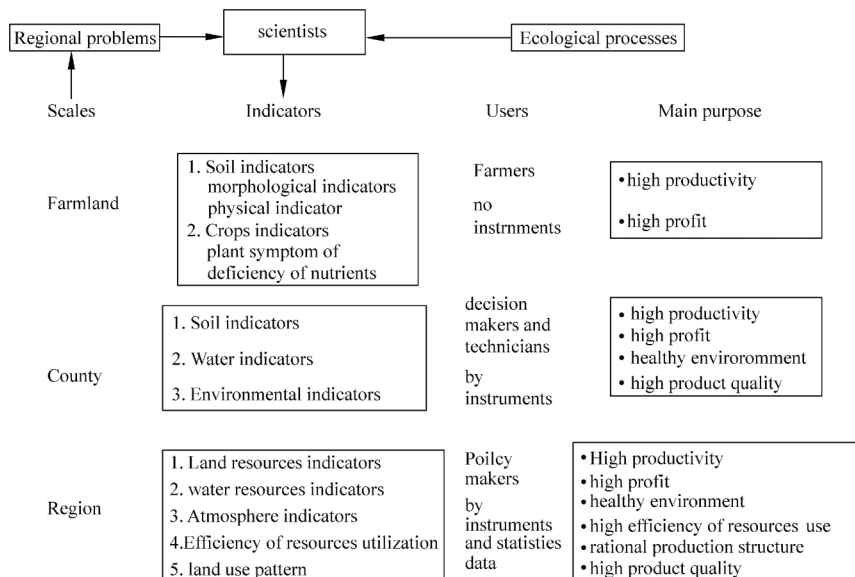 Regional problems
scientists
Ecological processes
Scales
Indicators
Users
Main purpose
Farmland
1. Soil indicators
morphological indicators
physical indicator
2. Crops indicators
plant symptom of
deficiency of nutrients
Farmers
no
instrnments
•high productivity
•high profit
County
1. Soil indicators
2. Water indicators
3. Environmental indicators
decision
makers and
technicians
by
instruments
• high productivity
• high profit
• healthy enviroromment
• high product quality
Region
1. Land resources indicators
2. water resources indicators
3. Atmosphere indicators
4.Efficiency of resources utilization
5. land use pattern
Poilcy
makers
by
instruments
and statisties
data
•High productivity
•high profit
•healthy environment
•high efficiency of resources use
•rational production structure
•high product quality